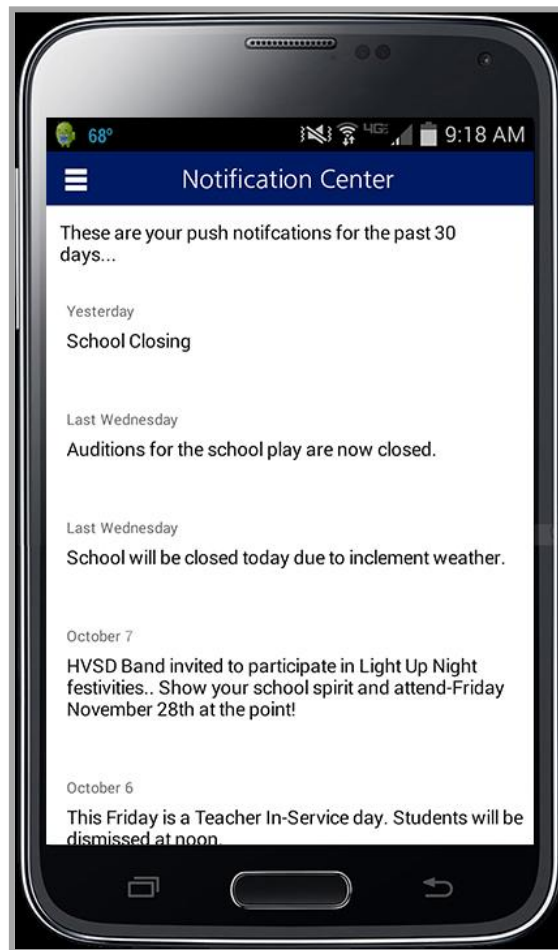 68° 4G 9:18 AM
Notification Center
These are your push notifcations for the past 30
days...
Yesterday
School Closing
Last Wednesday
Auditions for the school play are now closed.
Last Wednesday
School will be closed today due to inclement weather.
October 7
HVSD Band invited to participate in Light Up Night
festivities.. Show your school spirit and attend-Friday
November 28th at the point!
October 6
This Friday is a Teacher In-Service day. Students will be
dismissed at noon.